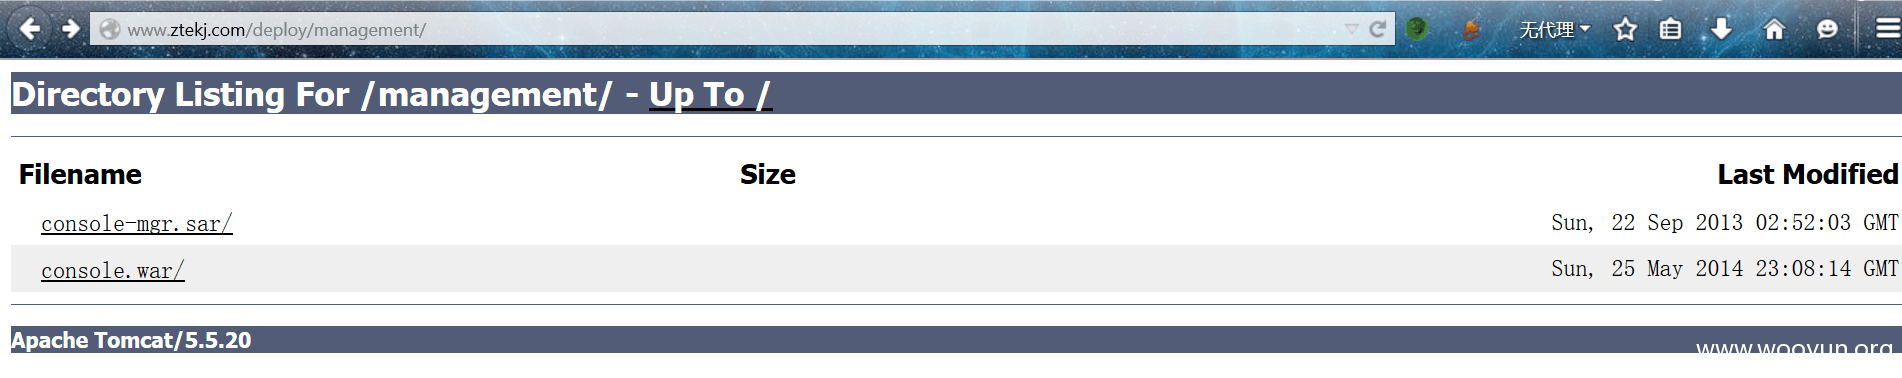 www.ztekj.com/deploy/management/
无代理
Directory Listing For /management/ - Up To /
Filename Size Last Modified
console-mgr.sar/ Sun, 22 Sep 2013 02:52:03 GMT
console.war/ Sun, 25 May 2014 23:08:14 GMT
Apache Tomcat/5.5.20
www.wooyun.org